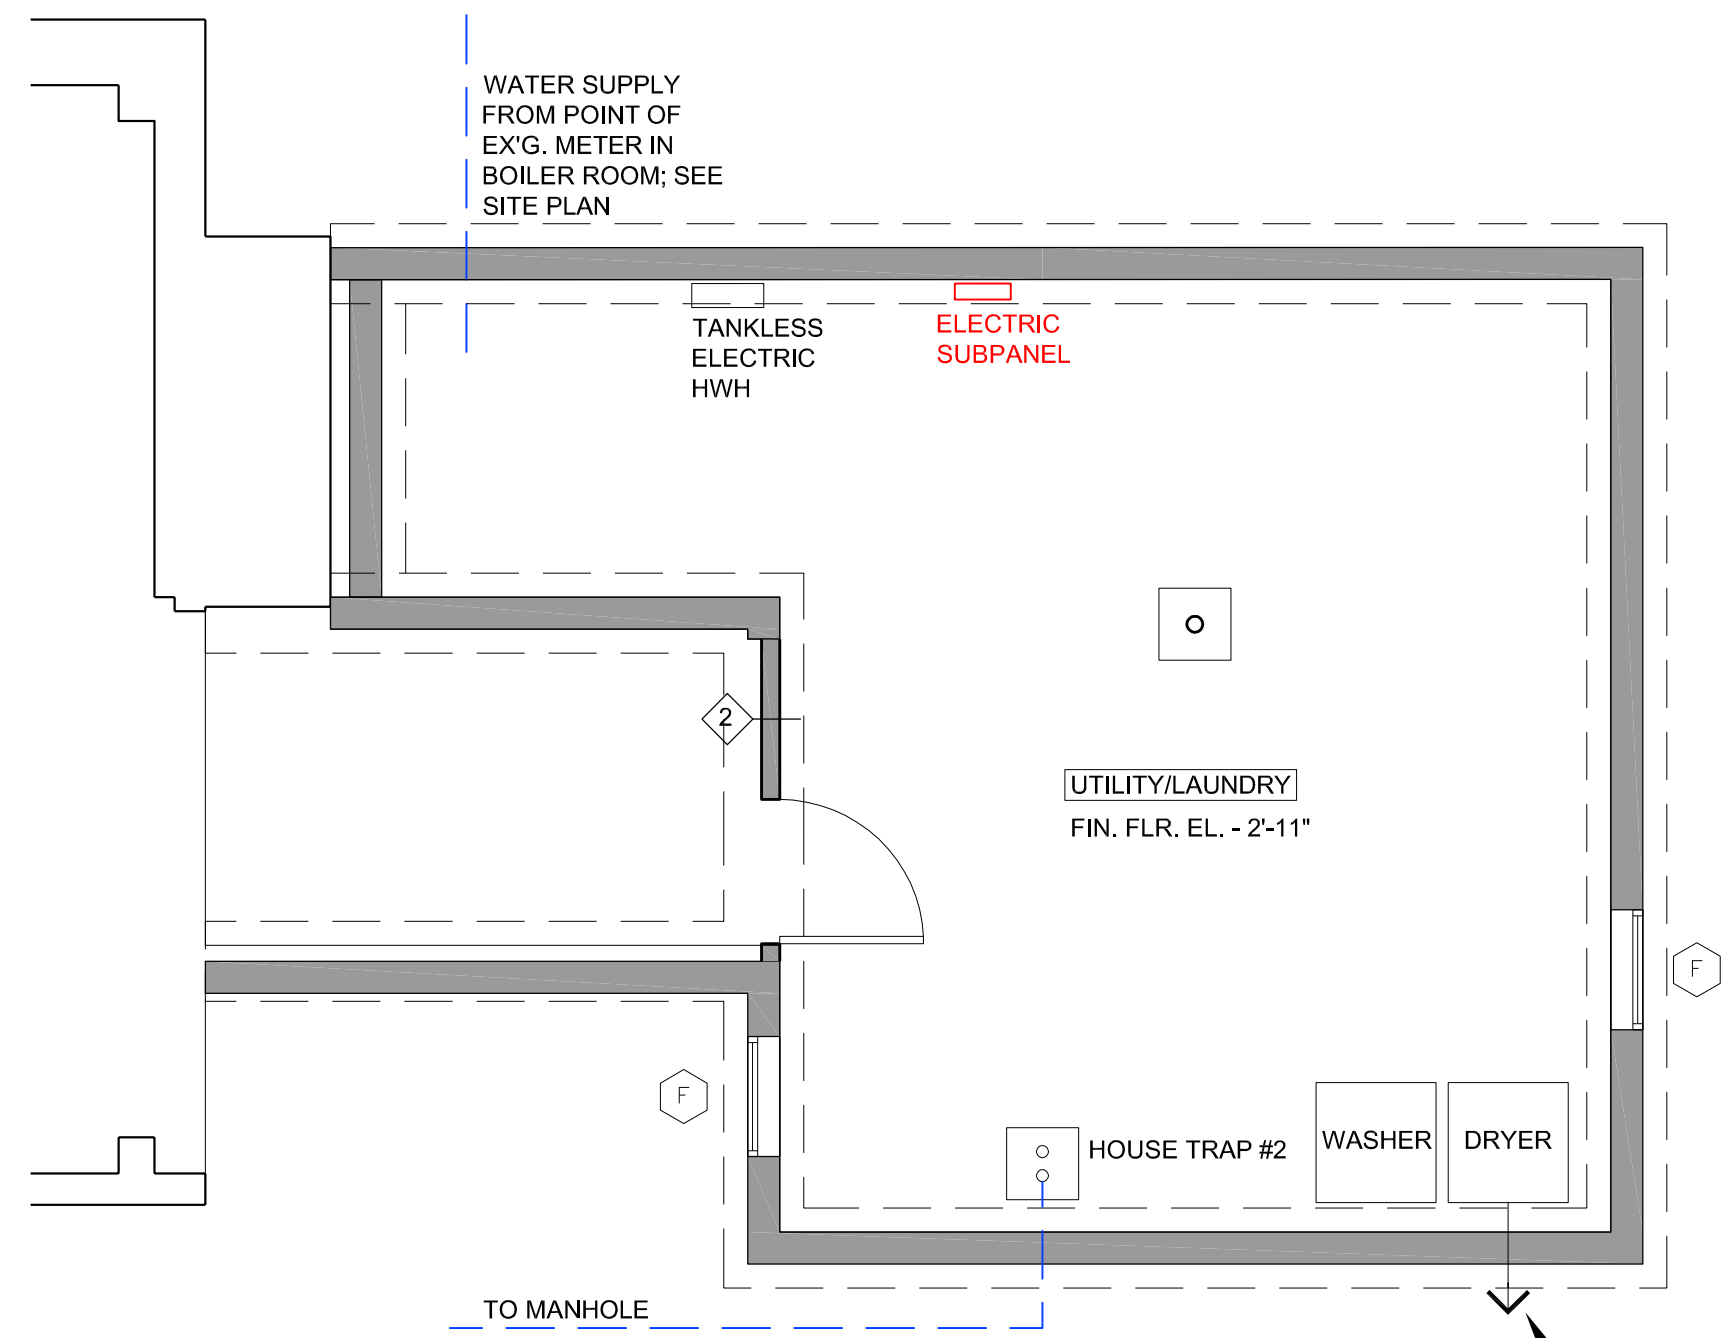 WATER SUPPLY
FROM POINT OF
EX'G. METER IN
BOILER ROOM; SEE
SITE PLAN
TANKLESS
ELECTRIC
HWH
ELECTRIC
SUBPANEL
2
UTILITY/LAUNDRY
FIN. FLR. EL. - 2'-11"
F
F
HOUSE TRAP #2
WASHER
DRYER
TO MANHOLE